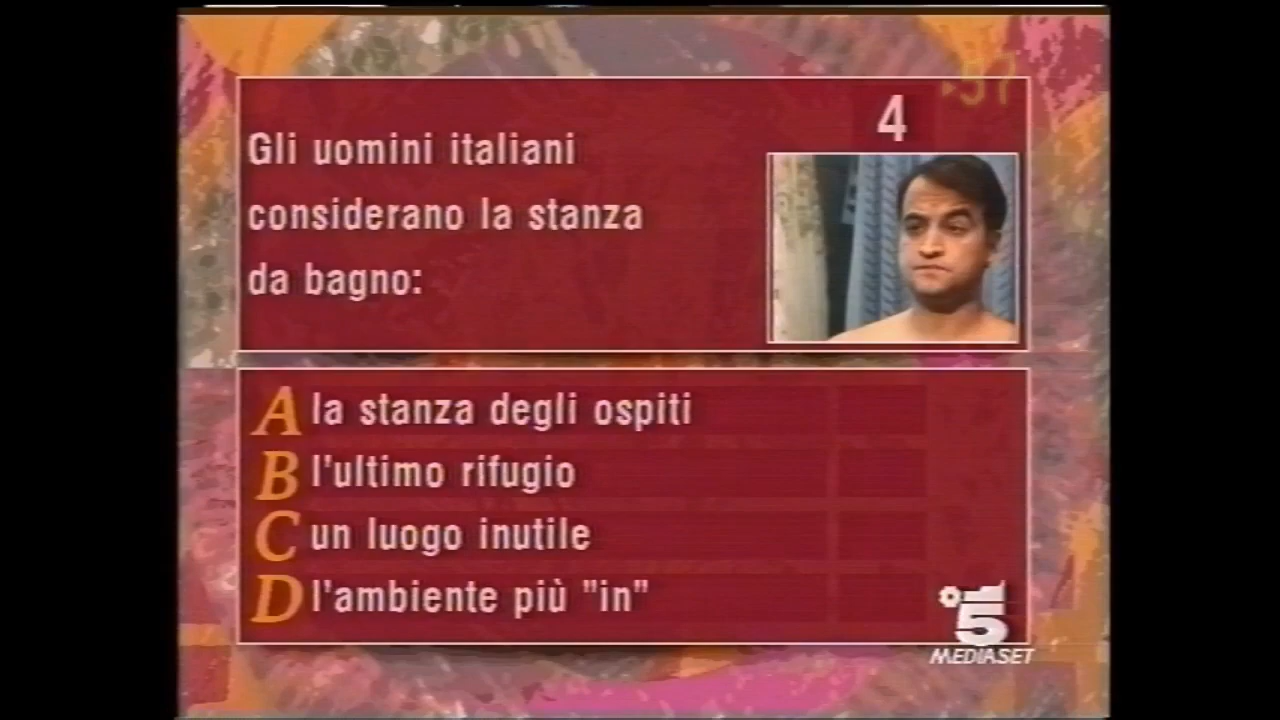 4
Gli uomini italiani
considerano la stanza
da bagno:
A la stanza degli ospiti
B l'ultimo rifugio
C un luogo inutile
D l'ambiente più "in"
5
MEDIASET